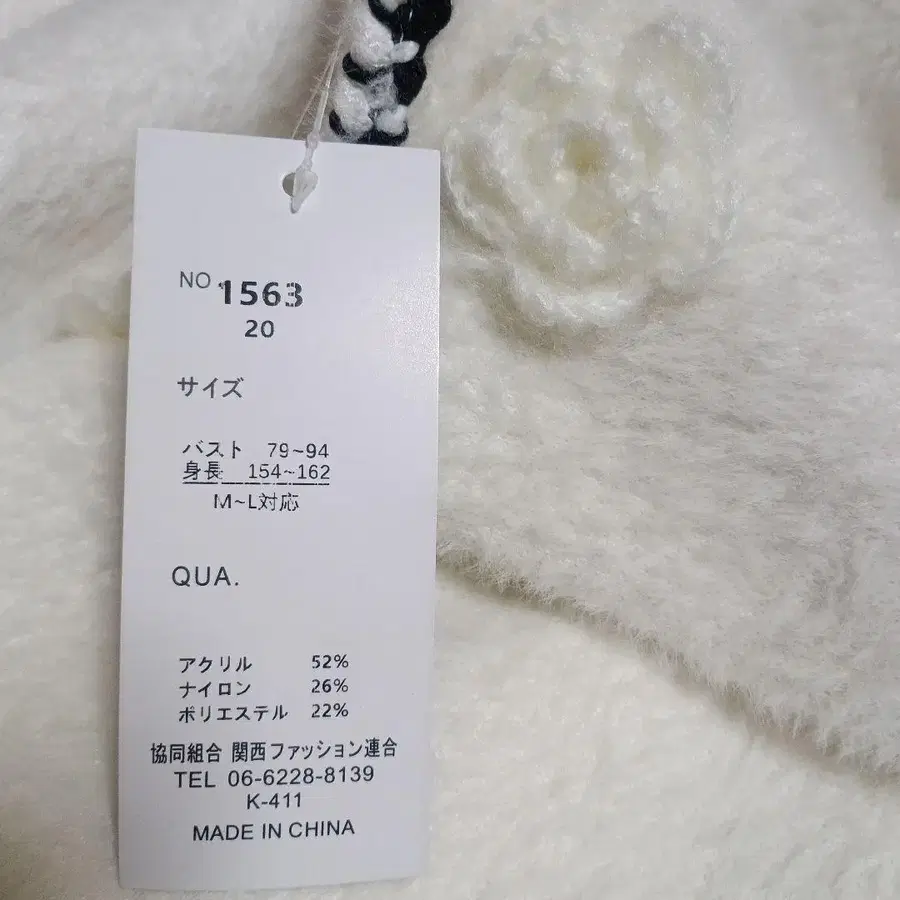 NO 1563
20
サイズ
バスト 79~94
身長 154~162
M~L対応
QUA.
アクリル 52%
ナイロン 26%
ポリエステル 22%
協同組合 関西ファッション連合
TEL 06-6228-8139
K-411
MADE IN CHINA